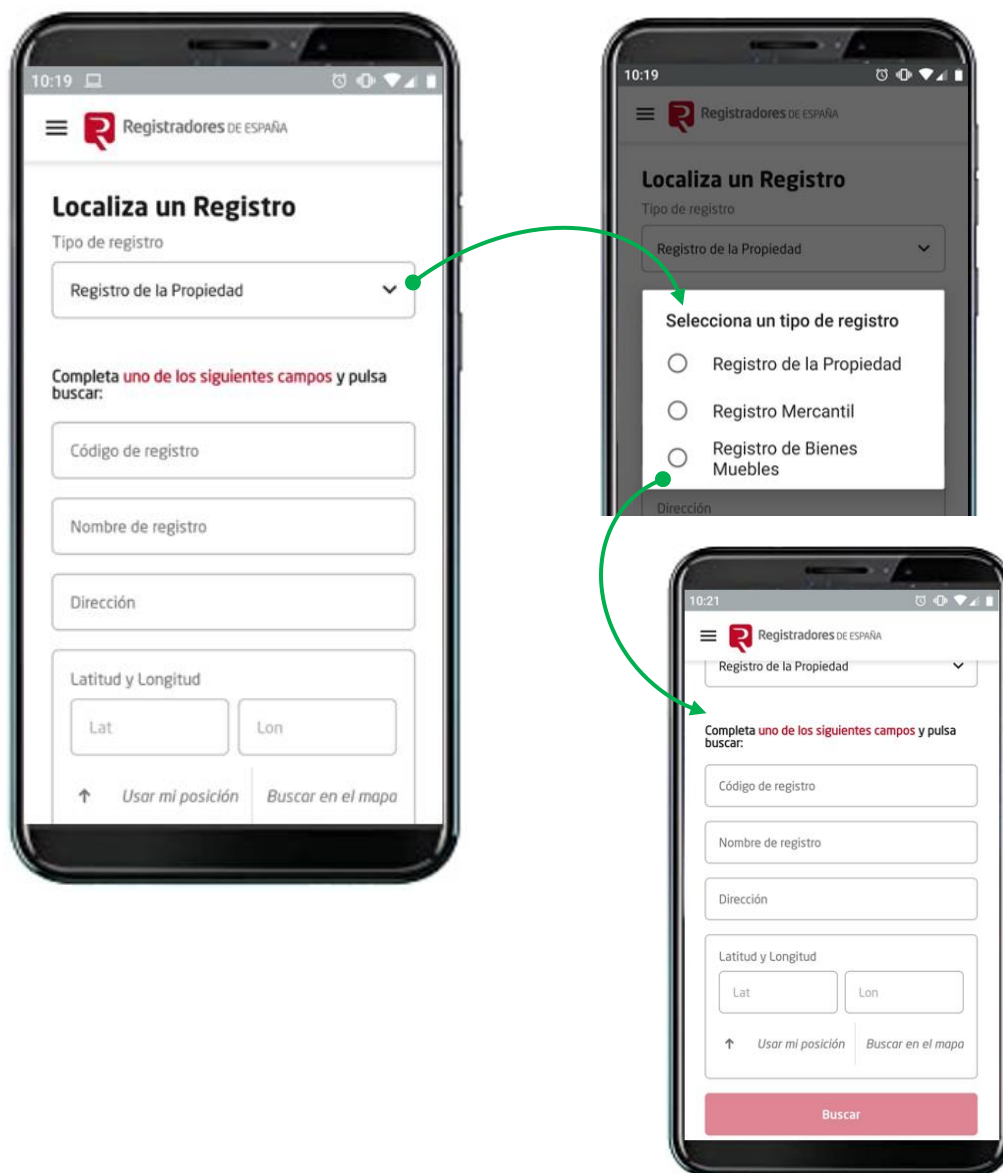 10:19
Registradores DE ESPAÑA
Localiza un Registro
Tipo de registro
Registro de la Propiedad
Completa uno de los siguientes campos y pulsa
buscar:
Código de registro
Nombre de registro
Dirección
Latitud y Longitud
Lat Lon
Usar mi posición Buscar en el mapa
10:19
Registradores DE ESPAÑA
Localiza un Registro
Tipo de registro
Registro de la Propiedad
Selecciona un tipo de registro
Registro de la Propiedad
Registro Mercantil
Registro de Bienes
Muebles
Dirección
10:21
Registradores DE ESPAÑA
Registro de la Propiedad
Completa uno de los siguientes campos y pulsa
buscar:
Código de registro
Nombre de registro
Dirección
Latitud y Longitud
Lat Lon
Usar mi posición Buscar en el mapa
Buscar